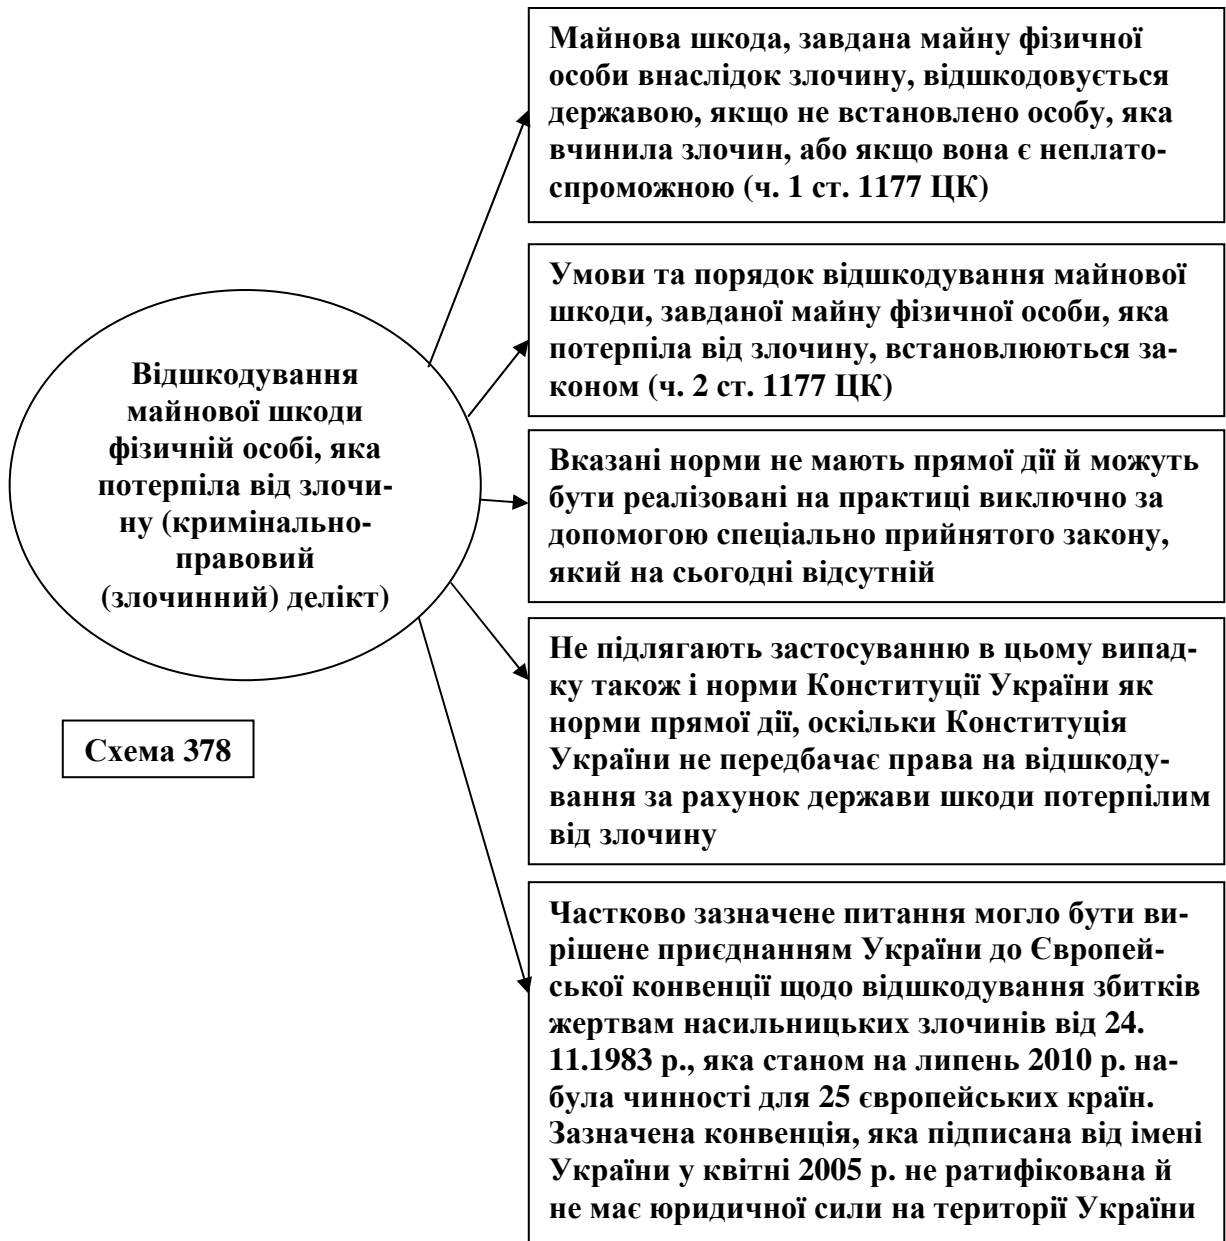 Відшкодування
майнової шкоди
фізичній особі, яка
потерпіла від злочи-
ну (кримінально-
правовий
(злочинний) делікт)
Схема 378
Майнова шкода, завдана майну фізичної
особи внаслідок злочину, відшкодовується
державою, якщо не встановлено особу, яка
вчинила злочин, або якщо вона є неплато-
спроможною (ч. 1 ст. 1177 ЦК)
Умови та порядок відшкодування майнової
шкоди, завданої майну фізичної особи, яка
потерпіла від злочину, встановлюються за-
коном (ч. 2 ст. 1177 ЦК)
Вказані норми не мають прямої дії й можуть
бути реалізовані на практиці виключно за
допомогою спеціально прийнятого закону,
який на сьогодні відсутній
Не підлягають застосуванню в цьому випад-
ку також і норми Конституції України як
норми прямої дії, оскільки Конституція
України не передбачає права на відшкоду-
вання за рахунок держави шкоди потерпілим
від злочину
Частково зазначене питання могло бути ви-
рішене приєднанням України до Європей-
ської конвенції щодо відшкодування збитків
жертвам насильницьких злочинів від 24.
11.1983 р., яка станом на липень 2010 р. на-
була чинності для 25 європейських країн.
Зазначена конвенція, яка підписана від імені
України у квітні 2005 р. не ратифікована й
не має юридичної сили на території України